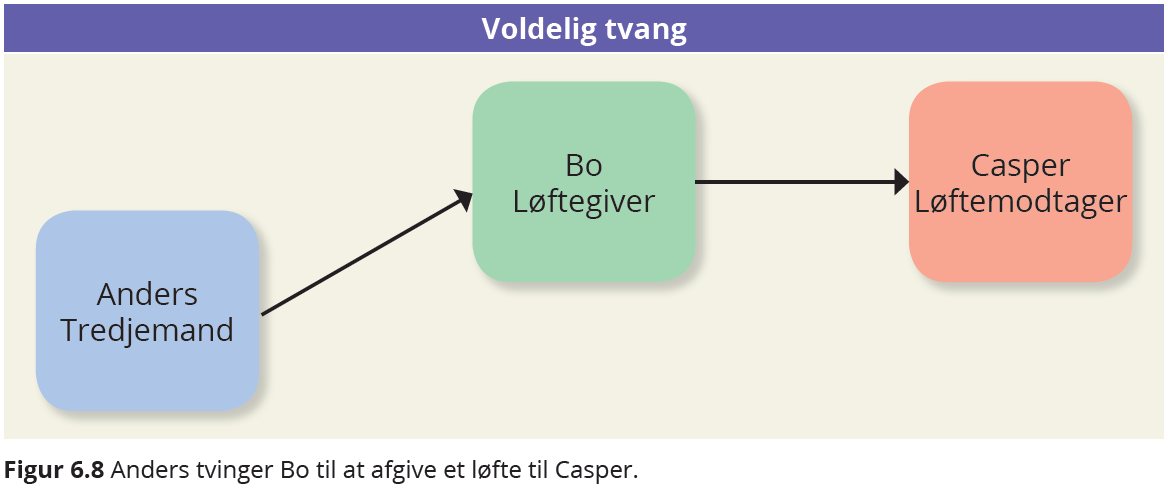 Voldelig tvang
Bo
Løftegiver
Casper
Løftemodtager
Anders
Tredjemand
Figur 6.8 Anders tvinger Bo til at afgive et løfte til Casper.